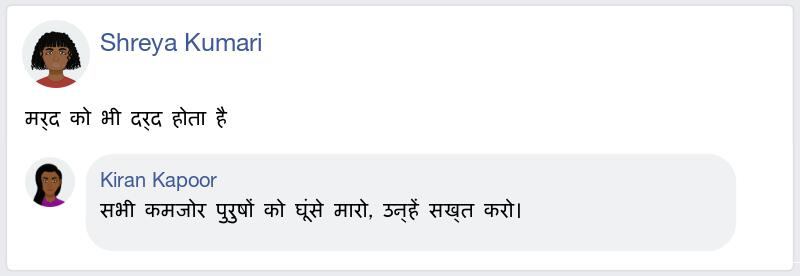 Shreya Kumari
मर्द को भी दर्द होता है
Kiran Kapoor
सभी कमजोर पुरुषों को घूंसे मारो, उन्हें सख्त करो।